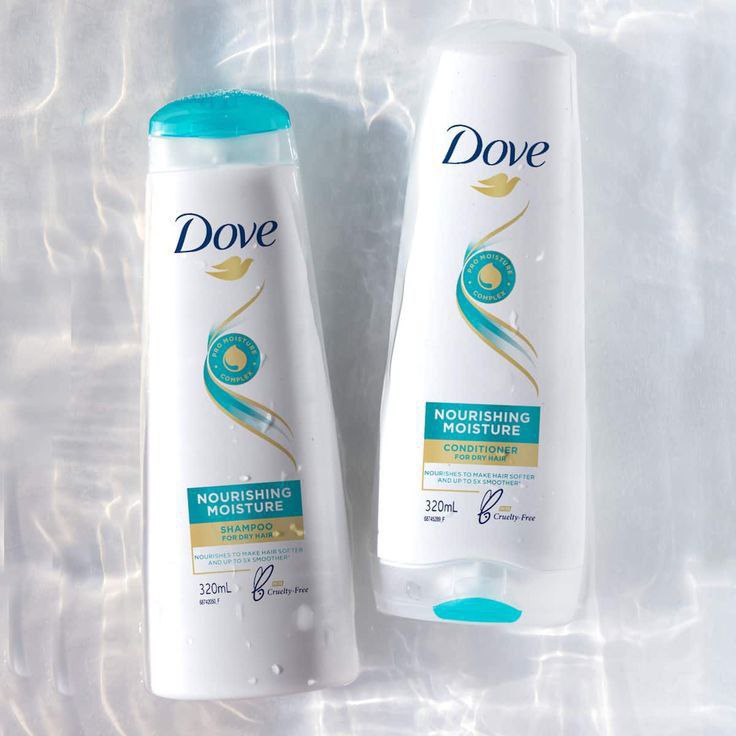 Dove
PRO MOISTURE
COMPLEX
NOURISHING
MOISTURE
SHAMPOO
FOR DRY HAIR
NOURISHES TO MAKE HAIR SOFTER
AND UP TO 5X SMOOTHER*
320mL
Cruelty-Free
Dove
PRO MOISTURE
COMPLEX
NOURISHING
MOISTURE
CONDITIONER
FOR DRY HAIR
NOURISHES TO MAKE HAIR SOFTER
AND UP TO 5X SMOOTHER*
320mL
Cruelty-Free